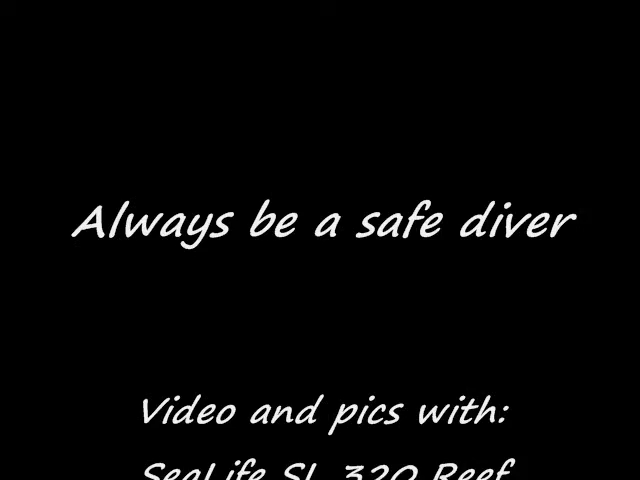 Always be a safe diver
Video and pics with:
SeaLife SL 320 Reef